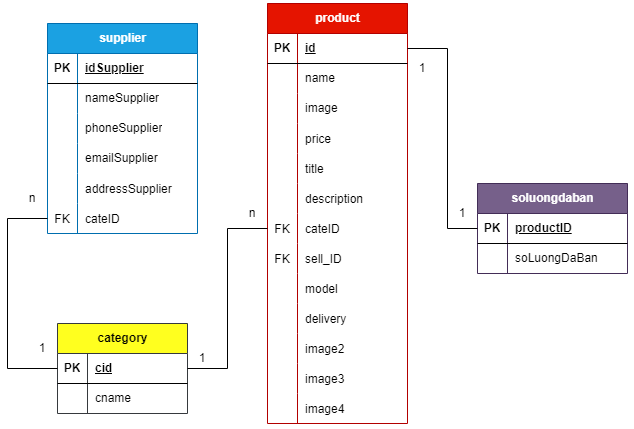 supplier
PK idSupplier
nameSupplier
phoneSupplier
emailSupplier
addressSupplier
FK cateID
n
1
category
PK cid
cname
1
n
product
PK id
name
image
price
title
description
FK cateID
FK sell_ID
model
delivery
image2
image3
image4
1
1
soluongdaban
PK productID
soLuongDaBan